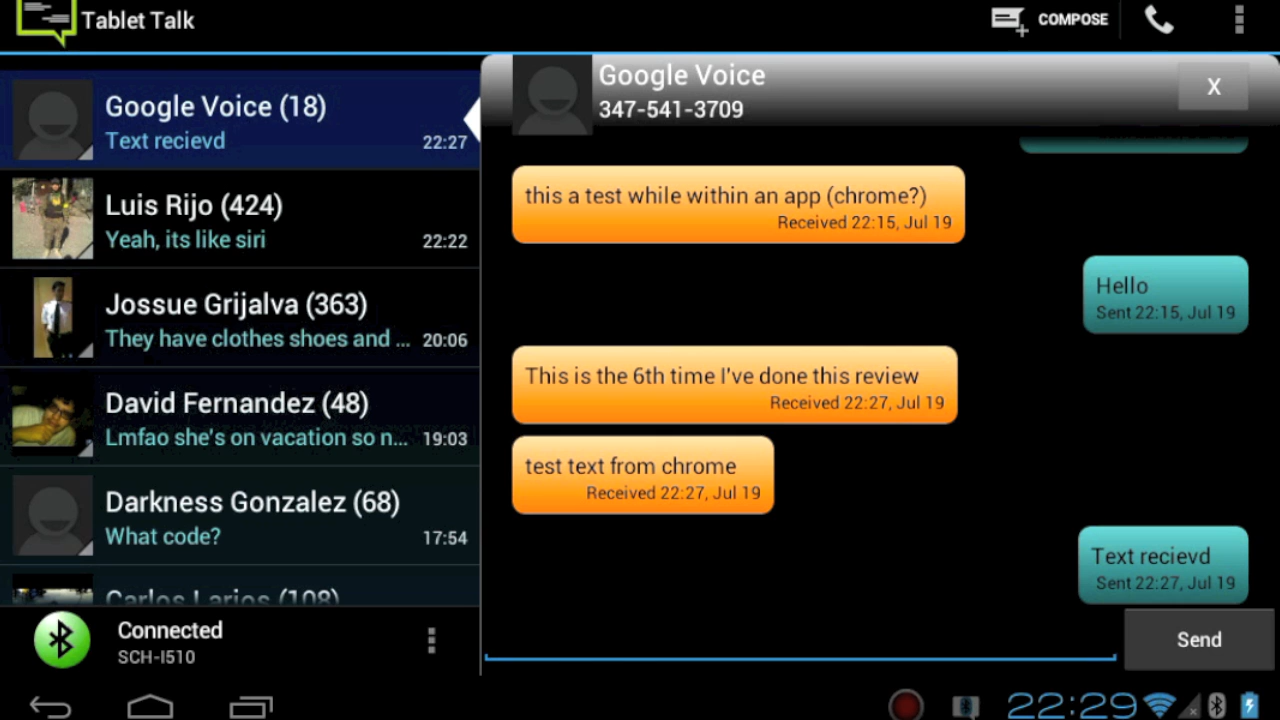 Tablet Talk
COMPOSE
Google Voice (18)
Text recievd
22:27
Luis Rijo (424)
Yeah, its like siri
22:22
Jossue Grijalva (363)
They have clothes shoes and ...
20:06
David Fernandez (48)
Lmfao she's on vacation so n...
19:03
Darkness Gonzalez (68)
What code?
17:54
Carlos Larios (108)
Connected
SCH-I510
Google Voice
347-541-3709
X
this a test while within an app (chrome?)
Received 22:15, Jul 19
Hello
Sent 22:15, Jul 19
This is the 6th time I've done this review
Received 22:27, Jul 19
test text from chrome
Received 22:27, Jul 19
Text recievd
Sent 22:27, Jul 19
Send
22:29